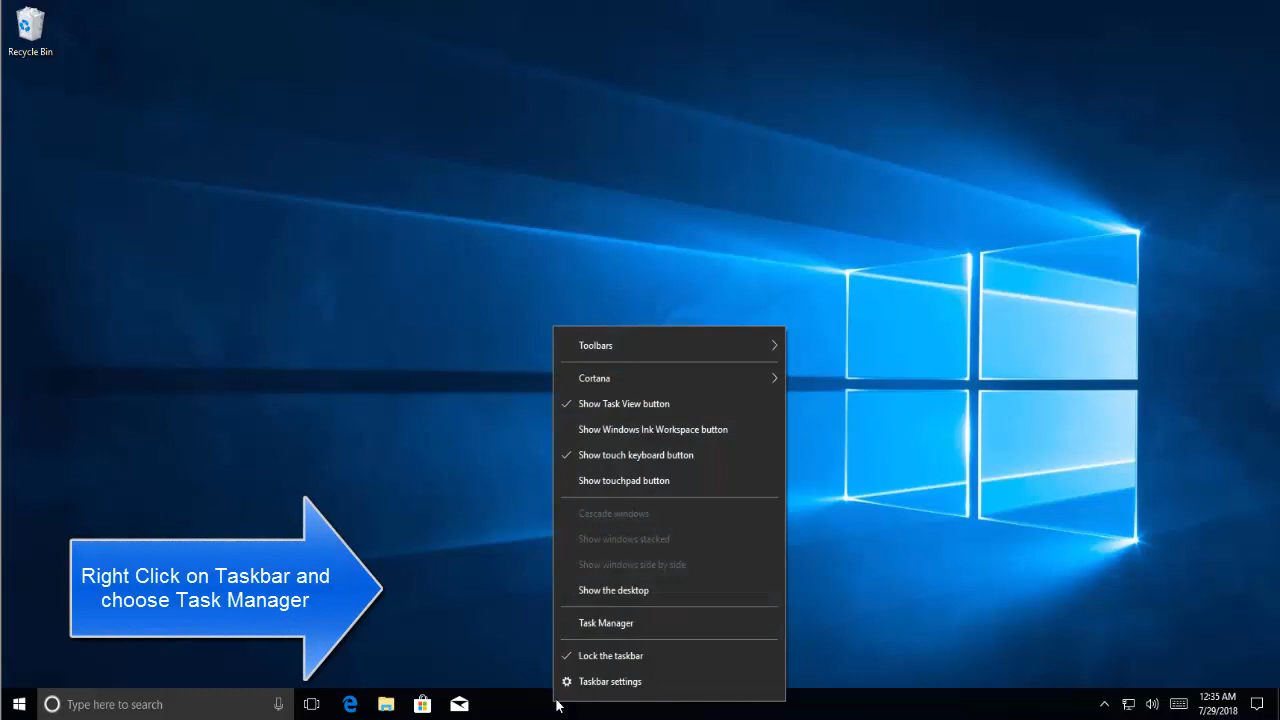 Recycle Bin
Toolbars
Cortana
Show Task View button
Show Windows Ink Workspace button
Show touch keyboard button
Show touchpad button
Cascade windows
Show windows stacked
Show windows side by side
Show the desktop
Task Manager
Lock the taskbar
Taskbar settings
Right Click on Taskbar and
choose Task Manager
Type here to search
12:35 AM
7/29/2018